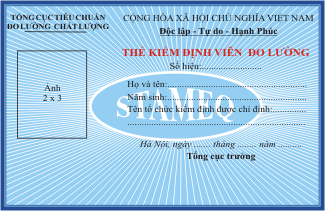 TỔNG CỤC TIÊU CHUẨN
ĐO LƯỜNG CHẤT LƯỢNG
CỘNG HÒA XÃ HỘI CHỦ NGHĨA VIỆT NAM
Độc lập - Tự do - Hạnh Phúc
THẺ KIỂM ĐỊNH VIÊN ĐO LƯỜNG
Số hiệu:........................
Ảnh
2 x 3
Họ và tên:........................................................
Năm sinh:........................................................
Tên tổ chức kiểm định được chỉ định:..............
STAMEQ
Hà Nội, ngày ....... tháng ........ năm ..........
Tổng cục trưởng